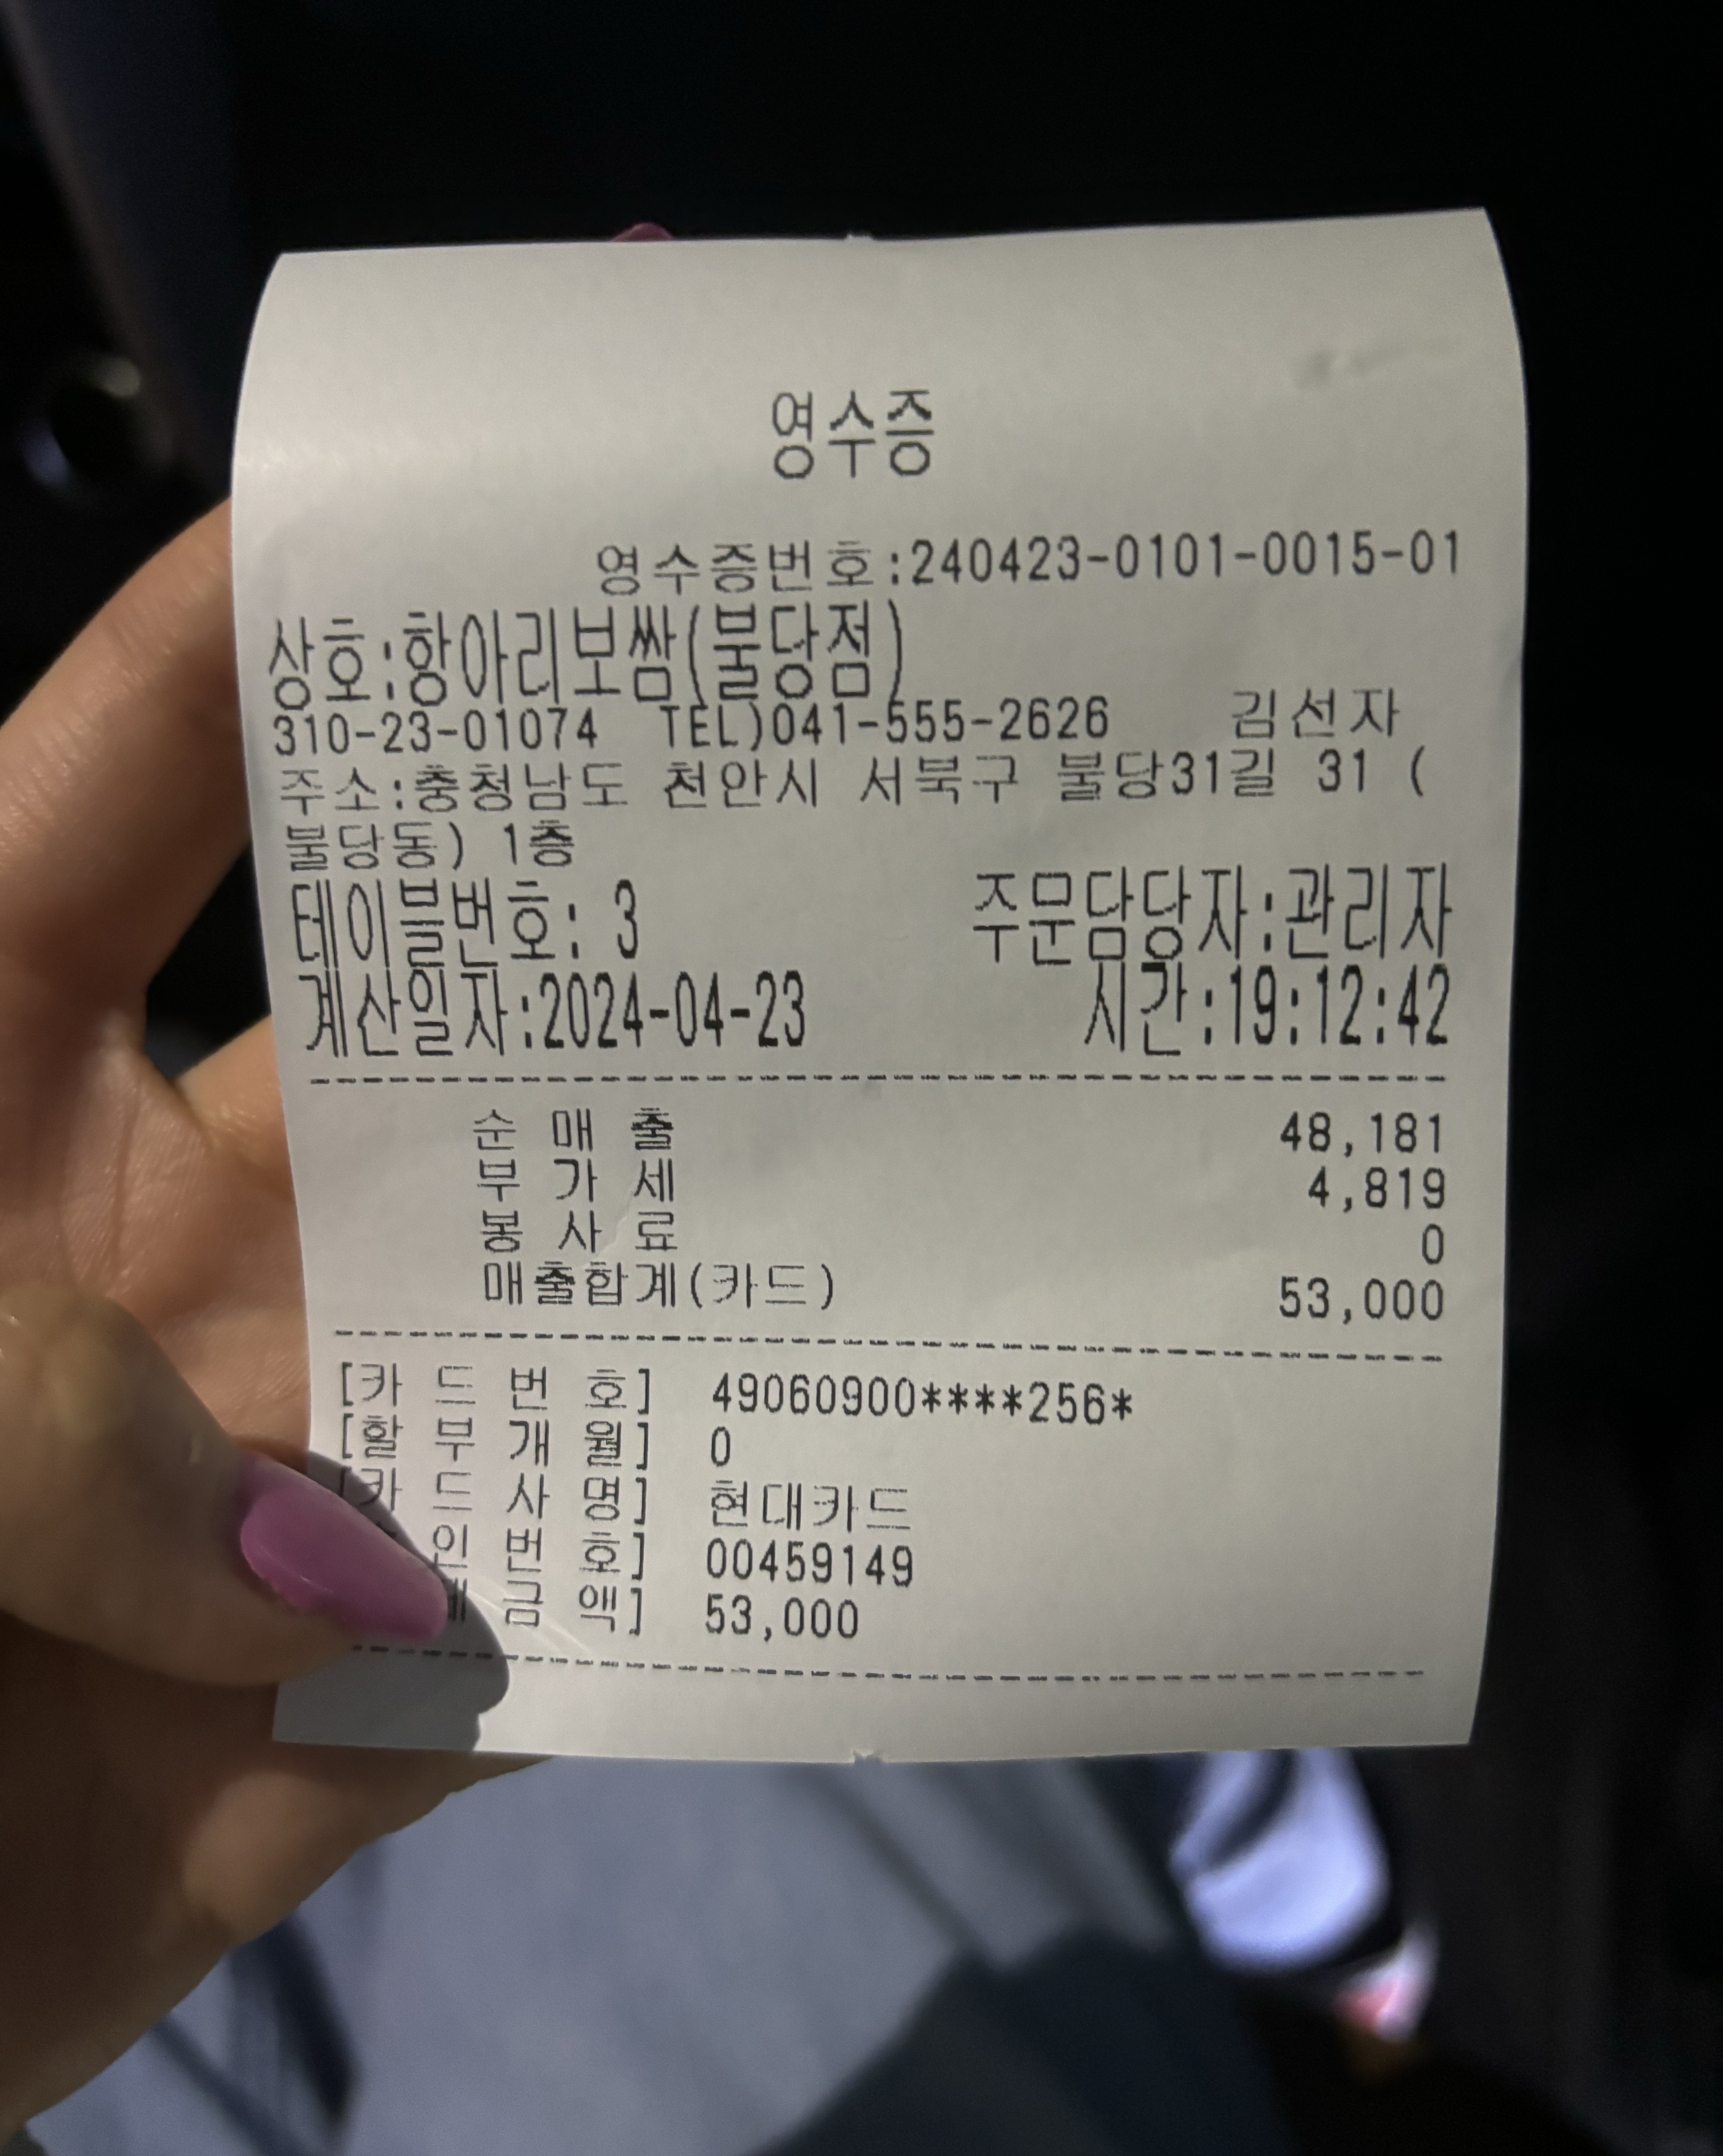 영수증
영수증번호:240423-0101-0015-01
상호:항아리보쌈(불당점)
310-23-01074 TEL)041-555-2626 김선자
주소:충청남도 천안시 서북구 불당31길 31 (
불당동) 1층
테이블번호: 3 주문담당자:관리자
계산일자:2024-04-23 시간:19:12:42
순 매 출 48,181
부 가 세 4,819
봉 사 료 0
매출합계(카드) 53,000
[카 드 번 호] 49060900****256*
[할 부 개 월] 0
[카 드 사 명] 현대카드
인 번 호] 00459149
금 액] 53,000